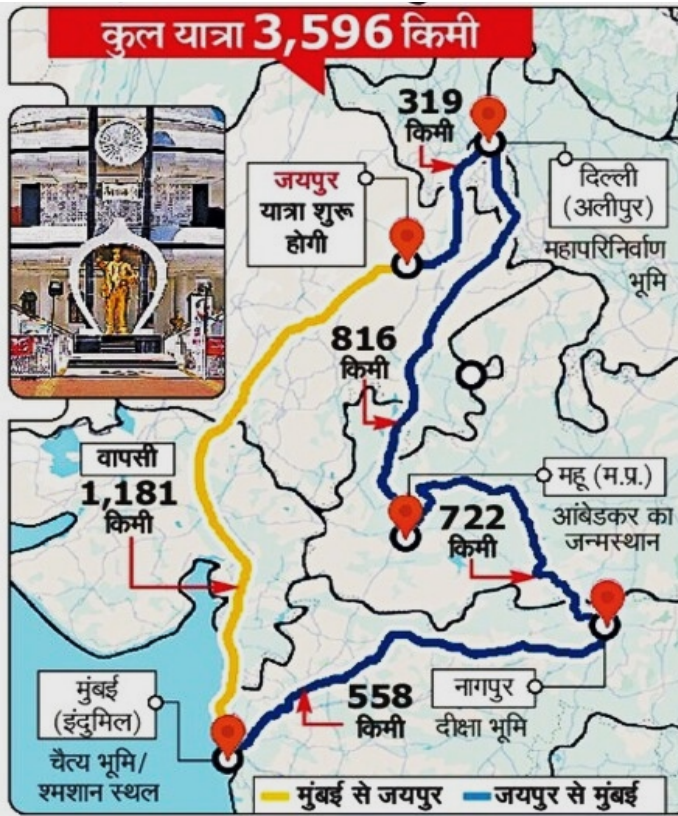 कुल यात्रा 3,596 किमी
319
किमी
जयपुर
यात्रा शुरू
होगी
दिल्ली
(अलीपुर)
महापरिनिर्वाण
भूमि
816
किमी
वापसी
1,181
किमी
महू (म.प्र.)
आंबेडकर का
जन्मस्थान
722
किमी
मुंबई
(इंदुमिल)
चैत्य भूमि/
श्मशान स्थल
558
किमी
नागपुर
दीक्षा भूमि
मुंबई से जयपुर
जयपुर से मुंबई